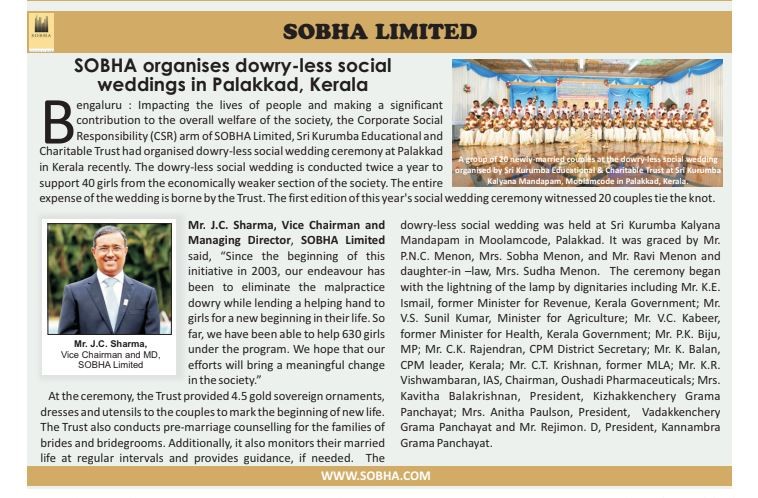 SOBHA
SOBHA LIMITED
SOBHA organises dowry-less social
weddings in Palakkad, Kerala
Bengaluru : Impacting the lives of people and making a significant
contribution to the overall welfare of the society, the Corporate Social
Responsibility (CSR) arm of SOBHA Limited, Sri Kurumba Educational and
Charitable Trust had organised dowry-less social wedding ceremony at Palakkad
in Kerala recently. The dowry-less social wedding is conducted twice a year to
support 40 girls from the economically weaker section of the society. The entire
expense of the wedding is borne by the Trust. The first edition of this year's social wedding ceremony witnessed 20 couples tie the knot.
A group of 20 newly-married couples at the dowry-less social wedding
organised by Sri Kurumba Educational & Charitable Trust at Sri Kurumba
Kalyana Mandapam, Moblamcode in Palakkad, Kerala.
Mr. J.C. Sharma,
Vice Chairman and MD,
SOBHA Limited
Mr. J.C. Sharma, Vice Chairman and
Managing Director, SOBHA Limited
said, "Since the beginning of this
initiative in 2003, our endeavour has
been to eliminate the malpractice
dowry while lending a helping hand to
girls for a new beginning in their life. So
far, we have been able to help 630 girls
under the program. We hope that our
efforts will bring a meaningful change
in the society."
At the ceremony, the Trust provided 4.5 gold sovereign ornaments,
dresses and utensils to the couples to mark the beginning of new life.
The Trust also conducts pre-marriage counselling for the families of
brides and bridegrooms. Additionally, it also monitors their married
life at regular intervals and provides guidance, if needed. The
dowry-less social wedding was held at Sri Kurumba Kalyana
Mandapam in Moolamcode, Palakkad. It was graced by Mr.
P.N.C. Menon, Mrs. Sobha Menon, and Mr. Ravi Menon and
daughter-in –law, Mrs. Sudha Menon. The ceremony began
with the lightning of the lamp by dignitaries including Mr. K.E.
Ismail, former Minister for Revenue, Kerala Government; Mr.
V.S. Sunil Kumar, Minister for Agriculture; Mr. V.C. Kabeer,
former Minister for Health, Kerala Government; Mr. P.K. Biju,
MP; Mr. C.K. Rajendran, CPM District Secretary; Mr. K. Balan,
CPM leader, Kerala; Mr. C.T. Krishnan, former MLA; Mr. K.R.
Vishwambaran, IAS, Chairman, Oushadi Pharmaceuticals; Mrs.
Kavitha Balakrishnan, President, Kizhakkenchery Grama
Panchayat; Mrs. Anitha Paulson, President, Vadakkenchery
Grama Panchayat and Mr. Rejimon. D, President, Kannambra
Grama Panchayat.
WWW.SOBHA.COM